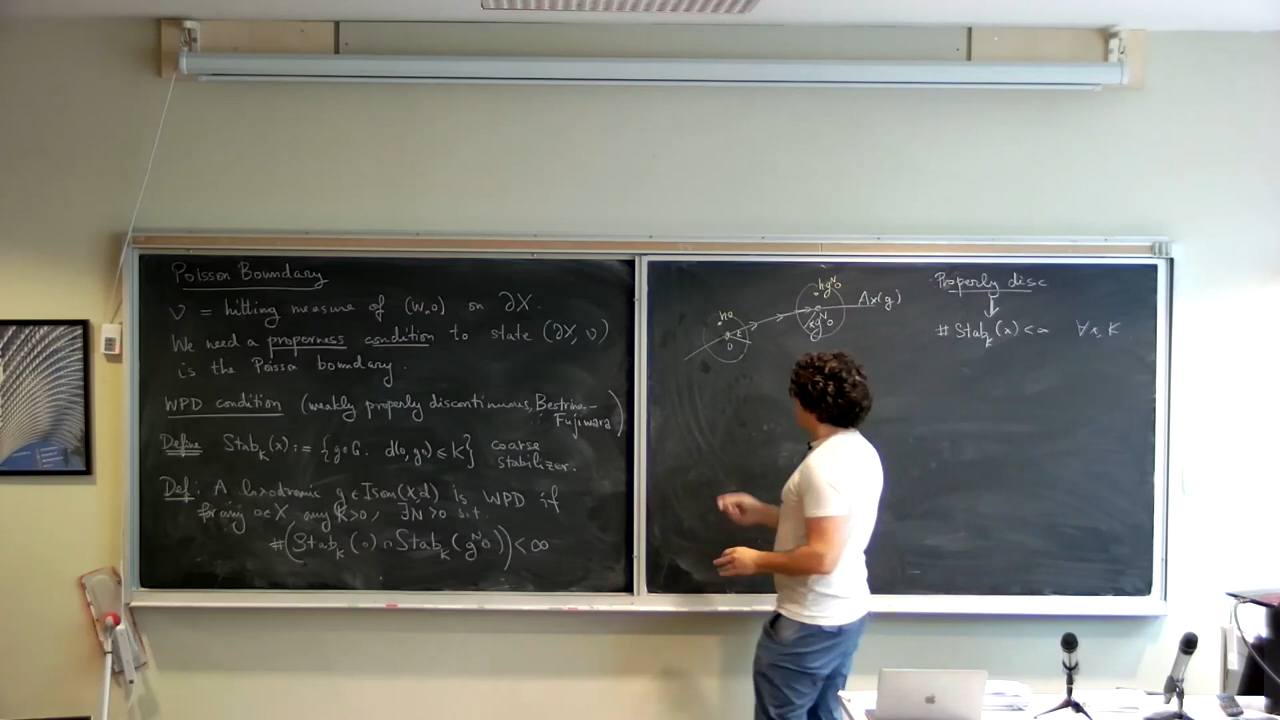 Poisson Boundary
ν = hitting measure of (w_n o) on ∂X.
We need a properness condition to state (∂X, ν)
is the Poisson boundary.
WPD condition (weakly properly discontinuous, Bestvina–Fujiwara)
Define Stab_K(x) := {g∈G : d(o, go) ≤ K} coarse stabilizer.
Def: A loxodromic g ∈ Isom(X,d) is WPD if
for any o∈X any K>0, ∃N>0 s.t.
#(Stab_K(o) ∩ Stab_K(g^N o)) < ∞
ho
K
o
hg^N o
g^N o
Ax(g)
Properly disc
↓
# Stab_K(x) < ∞ ∀x, K